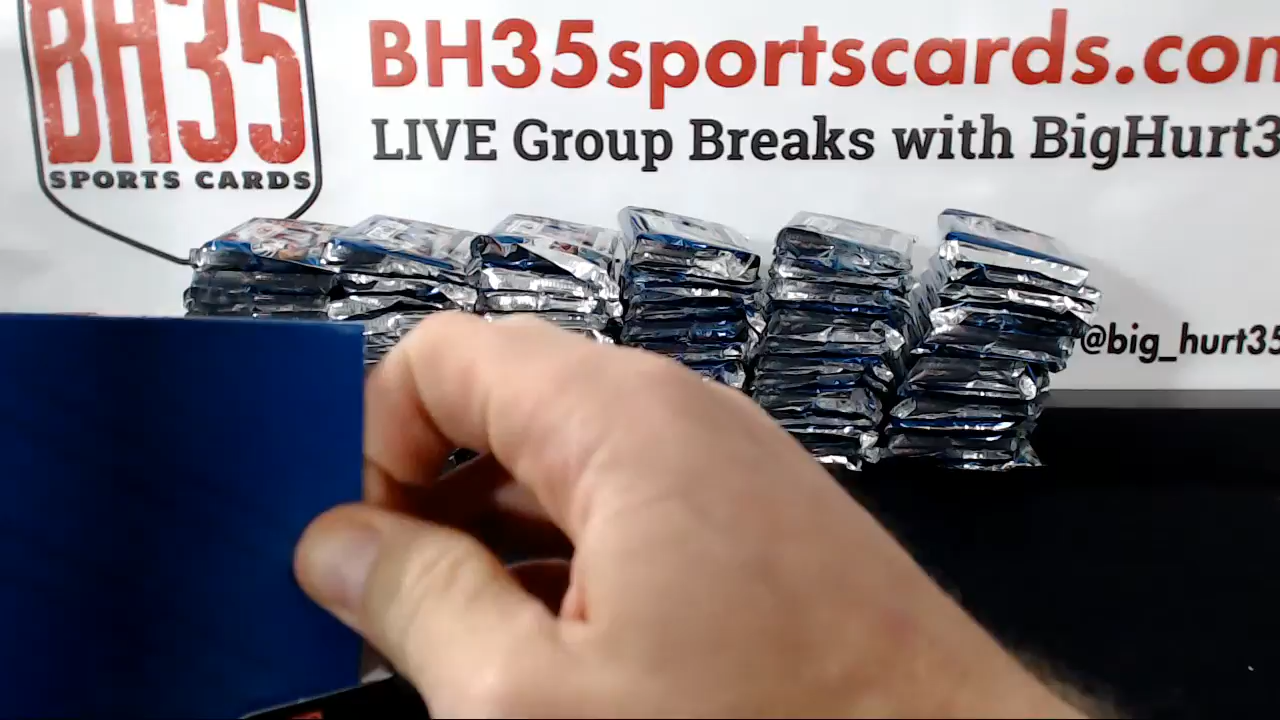 BH35
SPORTS CARDS
BH35sportscards.com
LIVE Group Breaks with BigHurt3
@big_hurt35